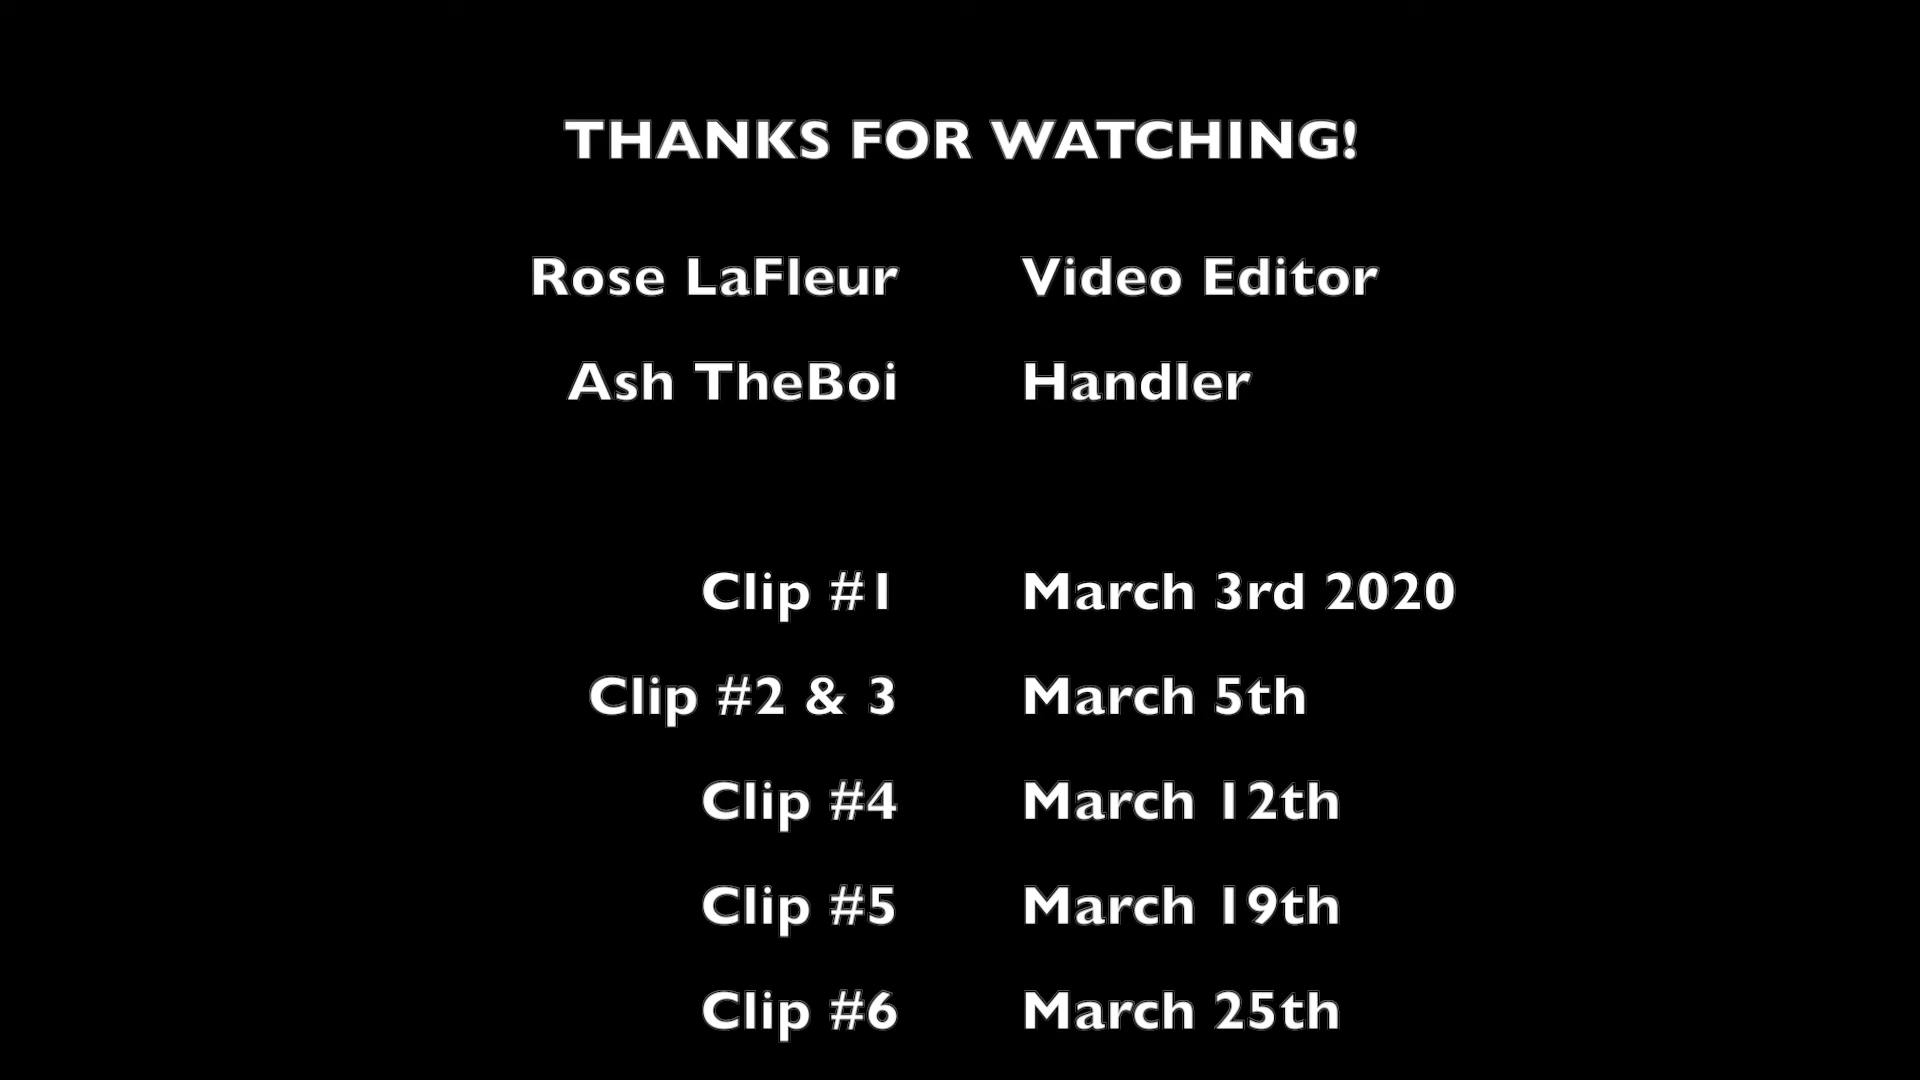 THANKS FOR WATCHING!
Rose LaFleur Video Editor
Ash TheBoi Handler
Clip #1 March 3rd 2020
Clip #2 & 3 March 5th
Clip #4 March 12th
Clip #5 March 19th
Clip #6 March 25th